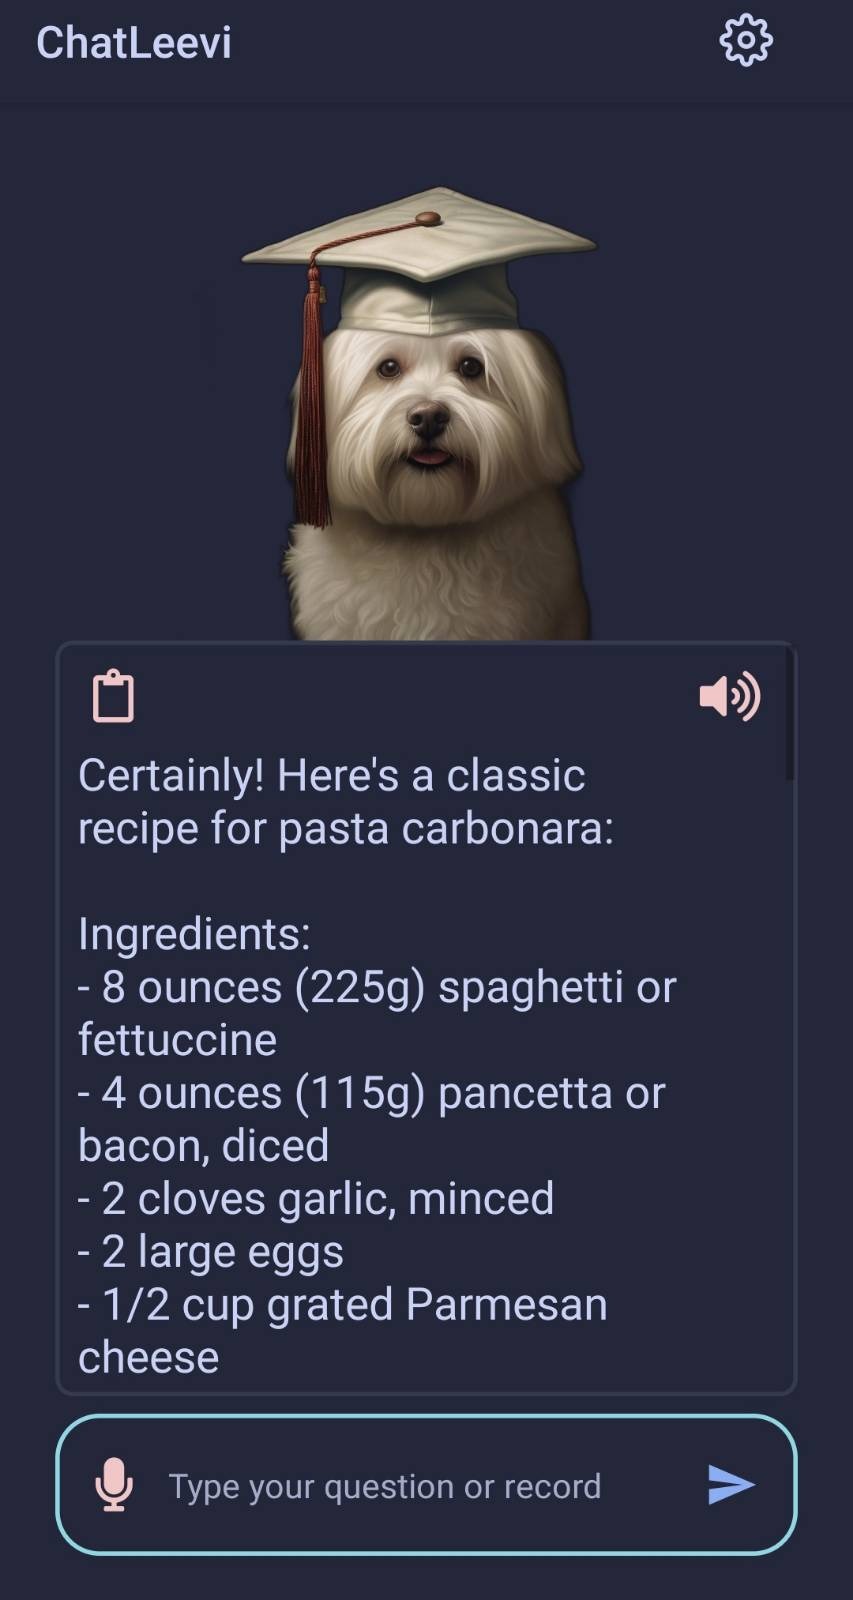 ChatLeevi
Certainly! Here's a classic
recipe for pasta carbonara:
Ingredients:
- 8 ounces (225g) spaghetti or
fettuccine
- 4 ounces (115g) pancetta or
bacon, diced
- 2 cloves garlic, minced
- 2 large eggs
- 1/2 cup grated Parmesan
cheese
Type your question or record